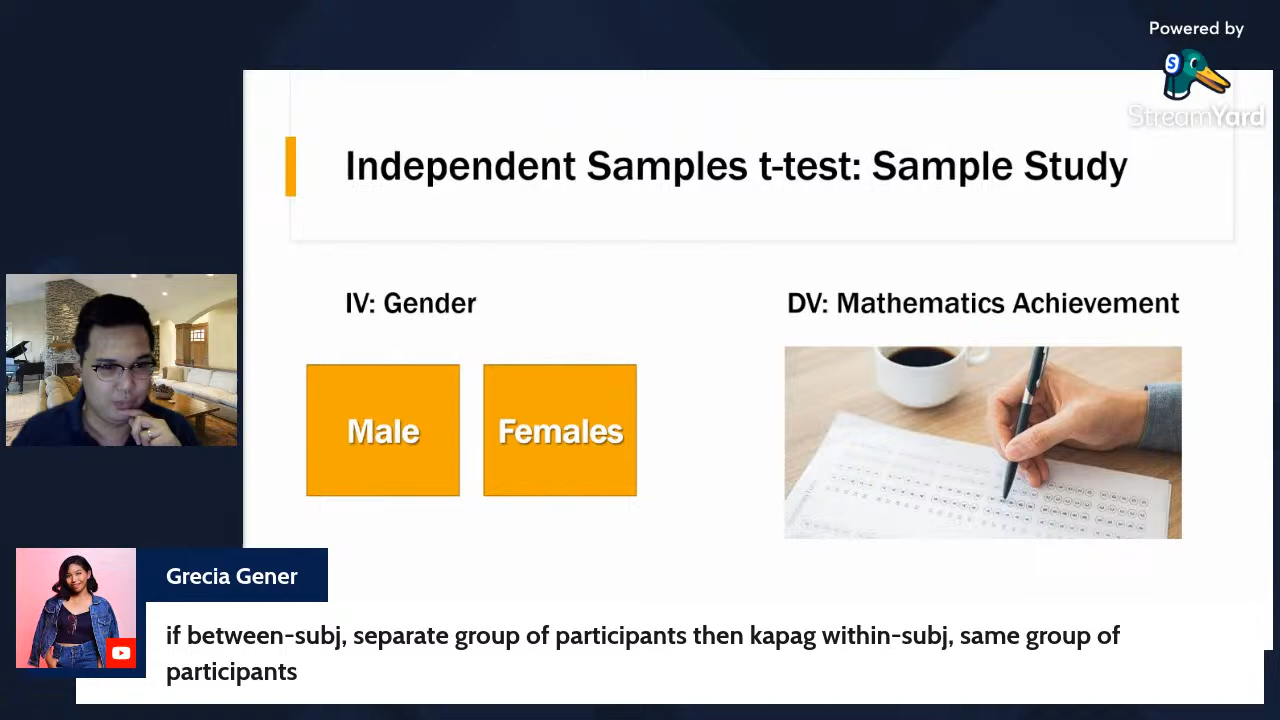 Powered by
StreamYard
Independent Samples t-test: Sample Study
IV: Gender
DV: Mathematics Achievement
Male
Females
Grecia Gener
if between-subj, separate group of participants then kapag within-subj, same group of
participants